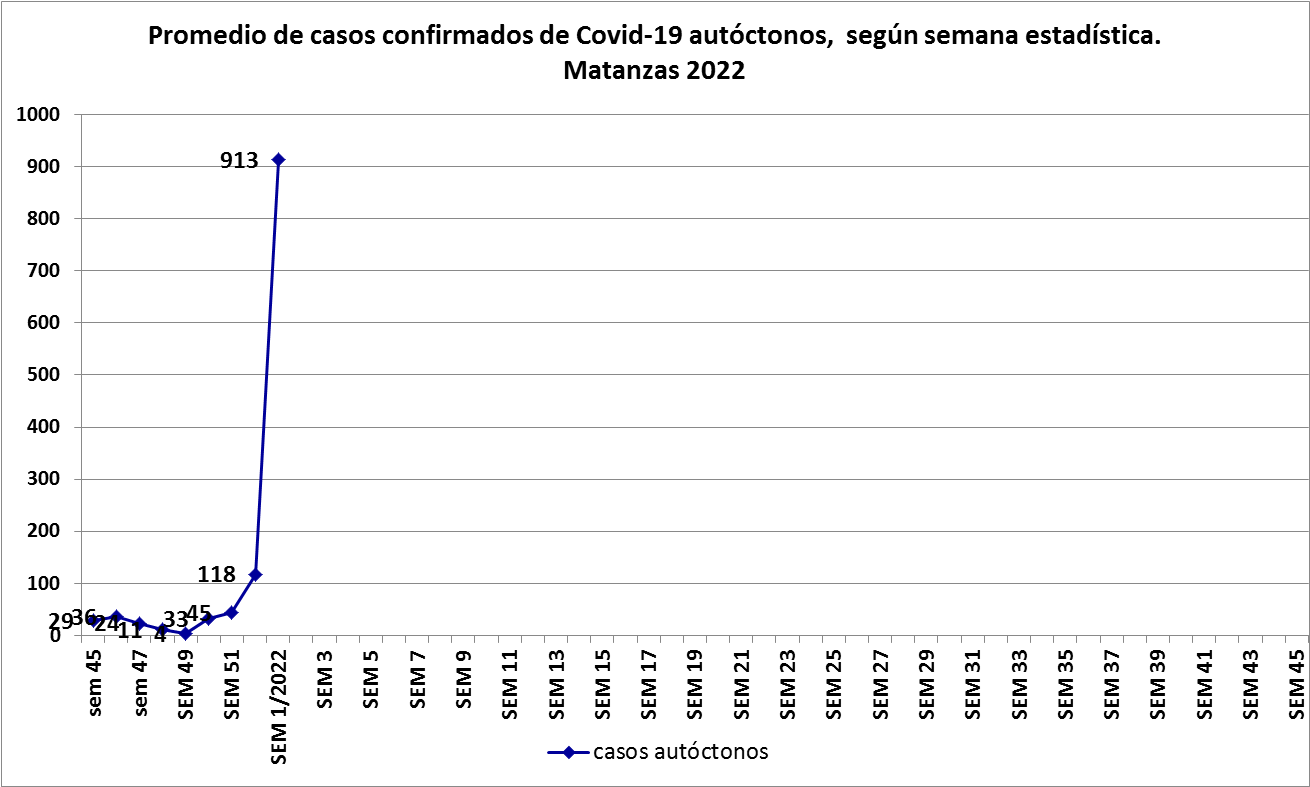 Promedio de casos confirmados de Covid-19 autóctonos,  según semana estadística.
Matanzas 2022
1000
900
800
700
600
500
400
300
200
100
0
29
36
24
11
4
33
45
118
913
sem 45
sem 47
SEM 49
SEM 51
SEM 1/2022
SEM 3
SEM 5
SEM 7
SEM 9
SEM 11
SEM 13
SEM 15
SEM 17
SEM 19
SEM 21
SEM 23
SEM 25
SEM 27
SEM 29
SEM 31
SEM 33
SEM 35
SEM 37
SEM 39
SEM 41
SEM 43
SEM 45
casos autóctonos